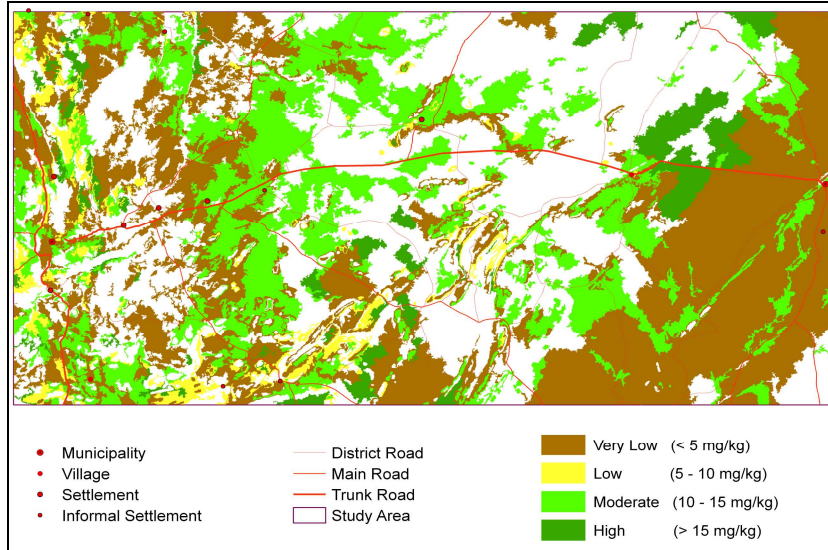 Municipality
Village
Settlement
Informal Settlement
District Road
Main Road
Trunk Road
Study Area
Very Low (< 5 mg/kg)
Low (5 - 10 mg/kg)
Moderate (10 - 15 mg/kg)
High (> 15 mg/kg)